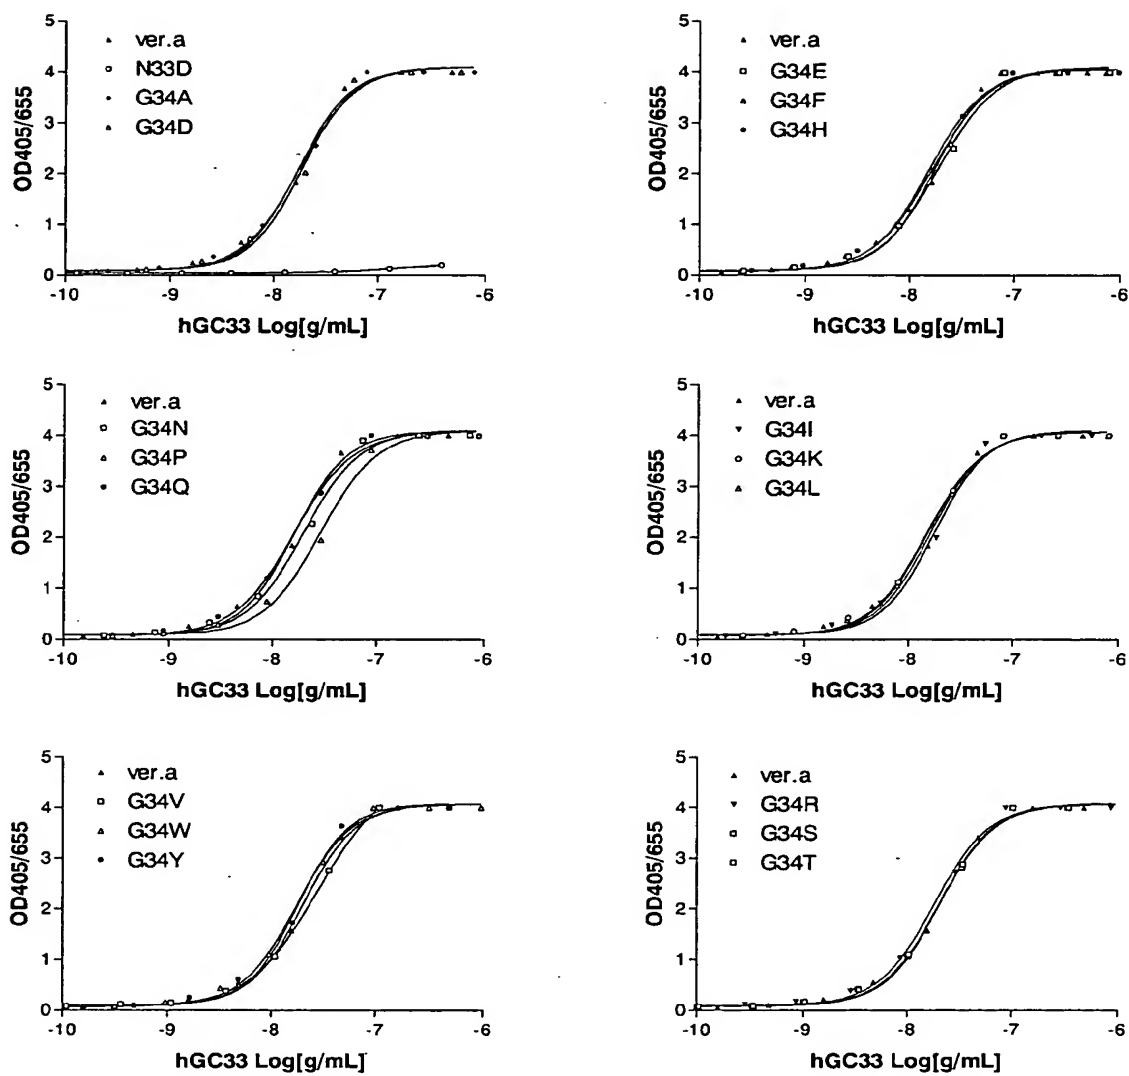 5
4
3
2
1
0
OD405/655
ver.a
N33D
G34A
G34D
-10
-9
-8
-7
-6
hGC33 Log[g/mL]
5
4
3
2
1
0
OD405/655
ver.a
G34E
G34F
G34H
-10
-9
-8
-7
-6
hGC33 Log[g/mL]
5
4
3
2
1
0
OD405/655
ver.a
G34N
G34P
G34Q
-10
-9
-8
-7
-6
hGC33 Log[g/mL]
5
4
3
2
1
0
OD405/655
ver.a
G34I
G34K
G34L
-10
-9
-8
-7
-6
hGC33 Log[g/mL]
5
4
3
2
1
0
OD405/655
ver.a
G34V
G34W
G34Y
-10
-9
-8
-7
-6
hGC33 Log[g/mL]
5
4
3
2
1
0
OD405/655
ver.a
G34R
G34S
G34T
-10
-9
-8
-7
-6
hGC33 Log[g/mL]